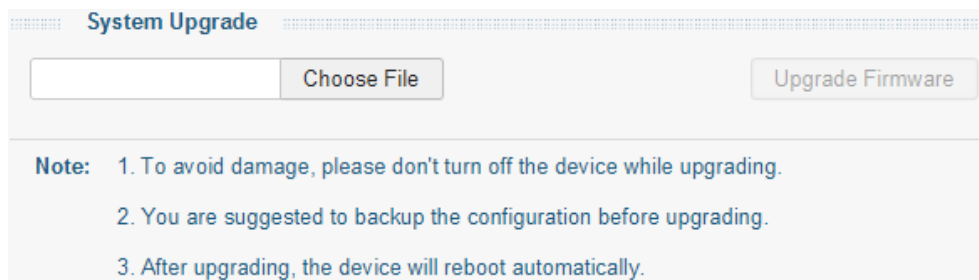 System Upgrade
Choose File Upgrade Firmware
Note: 1. To avoid damage, please don't turn off the device while upgrading.
2. You are suggested to backup the configuration before upgrading.
3. After upgrading, the device will reboot automatically.